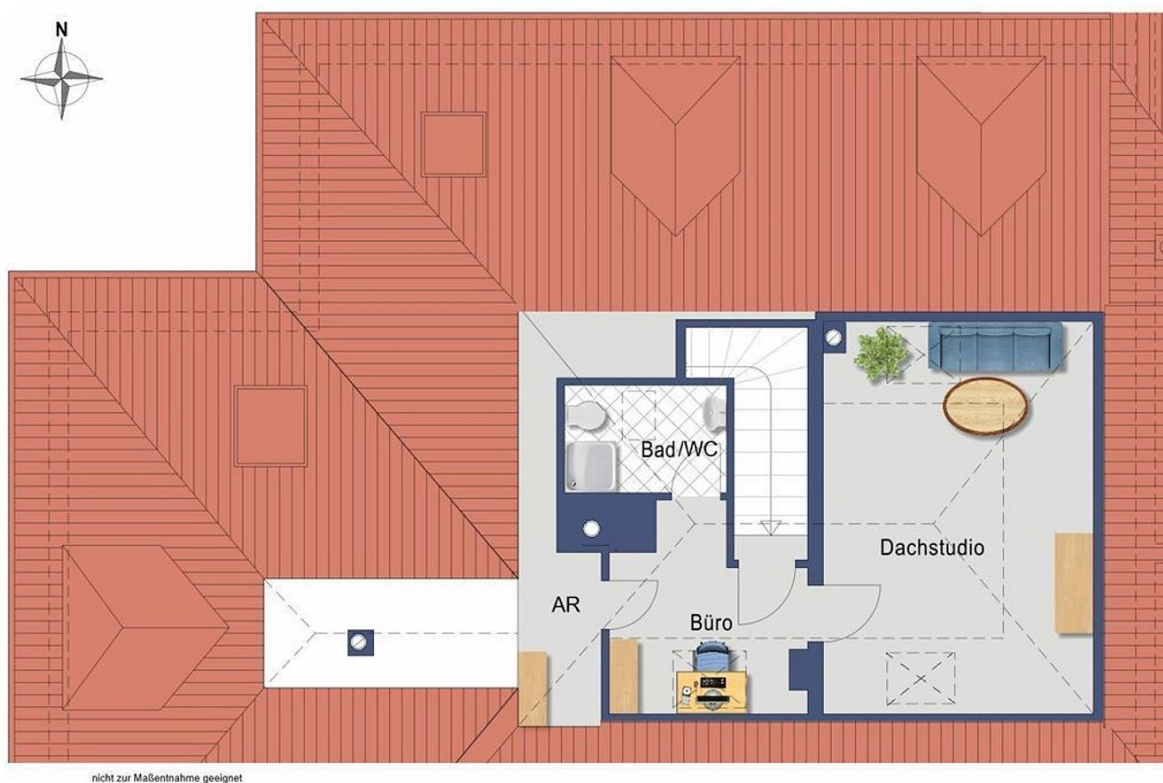 N
Bad/WC
Dachstudio
AR
Büro
nicht zur Maßentnahme geeignet